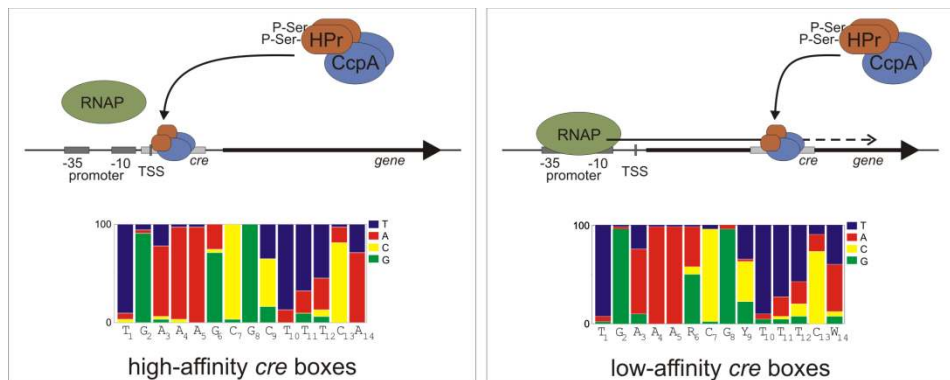 P-Ser
P-Ser-
HPr
CcpA
RNAP
-35
-10
cre
gene
promoter
TSS
100
0
T
A
C
G
T1 G2 A3 A4 A5 G6 C7 G8 C9 T10 T11 T12 C13 A14
high-affinity cre boxes
P-Ser
P-Ser-
HPr
CcpA
RNAP
-35
-10
cre
gene
promoter
TSS
100
0
T
A
C
G
T1 G2 A3 A4 A5 R6 C7 G8 Y9 T10 T11 T12 C13 W14
low-affinity cre boxes